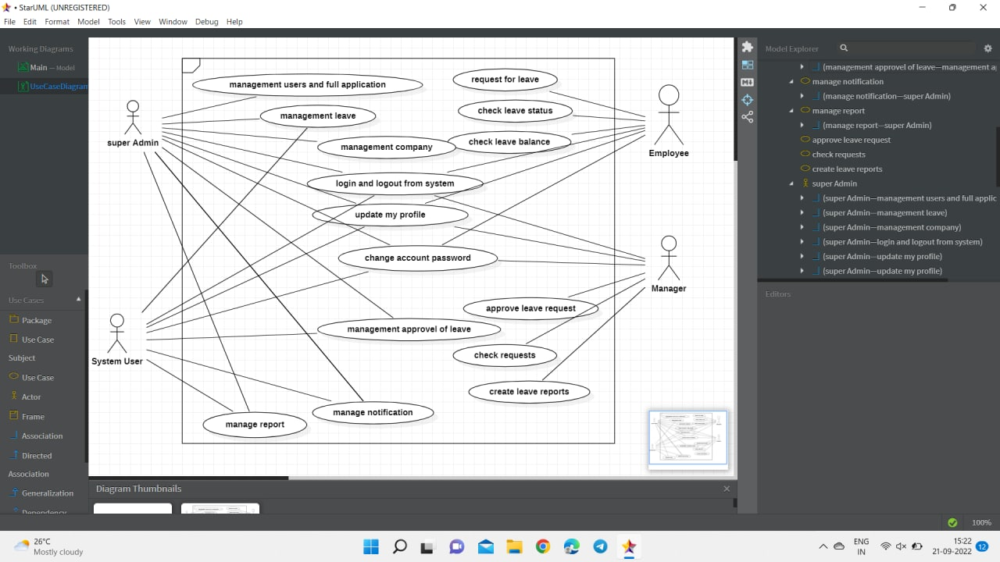 • StarUML (UNREGISTERED)
File Edit Format Model Tools View Window Debug Help
Working Diagrams
Main — Model
UseCaseDiagram
Toolbox
Use Cases
Package
Use Case
Subject
Use Case
Actor
Frame
Association
Directed
Association
Generalization
Dependency
management users and full application
management leave
management company
login and logout from system
update my profile
change account password
management approvel of leave
manage notification
manage report
request for leave
check leave status
check leave balance
approve leave request
check requests
create leave reports
super Admin
System User
Employee
Manager
Diagram Thumbnails
Model Explorer
(management approvel of leave—management a
manage notification
(manage notification—super Admin)
manage report
(manage report—super Admin)
approve leave request
check requests
create leave reports
super Admin
(super Admin—management users and full applic
(super Admin—management leave)
(super Admin—management company)
(super Admin—login and logout from system)
(super Admin—update my profile)
(super Admin—update my profile)
Editors
100%
26°C
Mostly cloudy
ENG
IN
15:22
21-09-2022
12